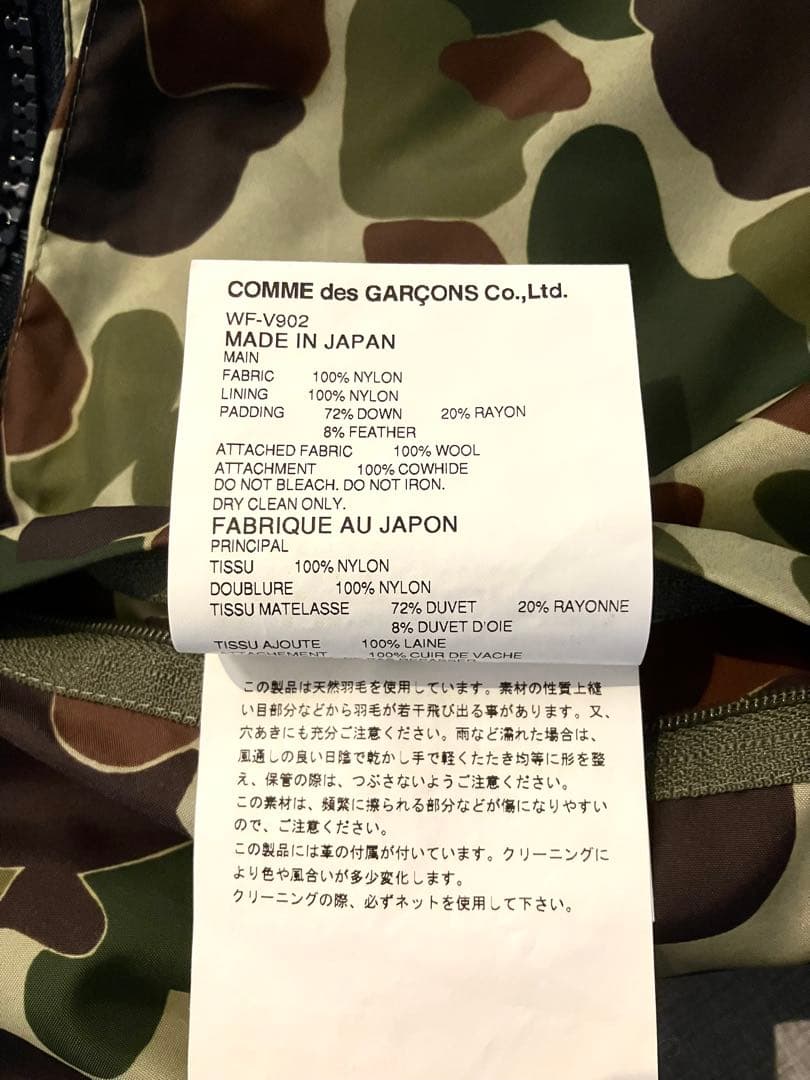 COMME des GARÇONS Co.,Ltd.
WF-V902
MADE IN JAPAN
MAIN
FABRIC 100% NYLON
LINING 100% NYLON
PADDING 72% DOWN 20% RAYON
8% FEATHER
ATTACHED FABRIC 100% WOOL
ATTACHMENT 100% COWHIDE
DO NOT BLEACH. DO NOT IRON.
DRY CLEAN ONLY.
FABRIQUE AU JAPON
PRINCIPAL
TISSU 100% NYLON
DOUBLURE 100% NYLON
TISSU MATELASSE 72% DUVET 20% RAYONNE
8% DUVET D'OIE
TISSU AJOUTE 100% LAINE
ATTACHEMENT 100% CUIR DE VACHE
この製品は天然羽毛を使用しています。素材の性質上縫
い目部分などから羽毛が若干飛び出る事があります。又、
穴あきにも充分ご注意ください。雨など濡れた場合は、
風通しの良い日陰で乾かし手で軽くたたき均等に形を整
え、保管の際は、つぶさないようご注意ください。
この素材は、頻繁に擦られる部分などが傷になりやすい
ので、ご注意ください。
この製品には革の付属が付いています。クリーニングに
より色や風合いが多少変化します。
クリーニングの際、必ずネットを使用して下さい。